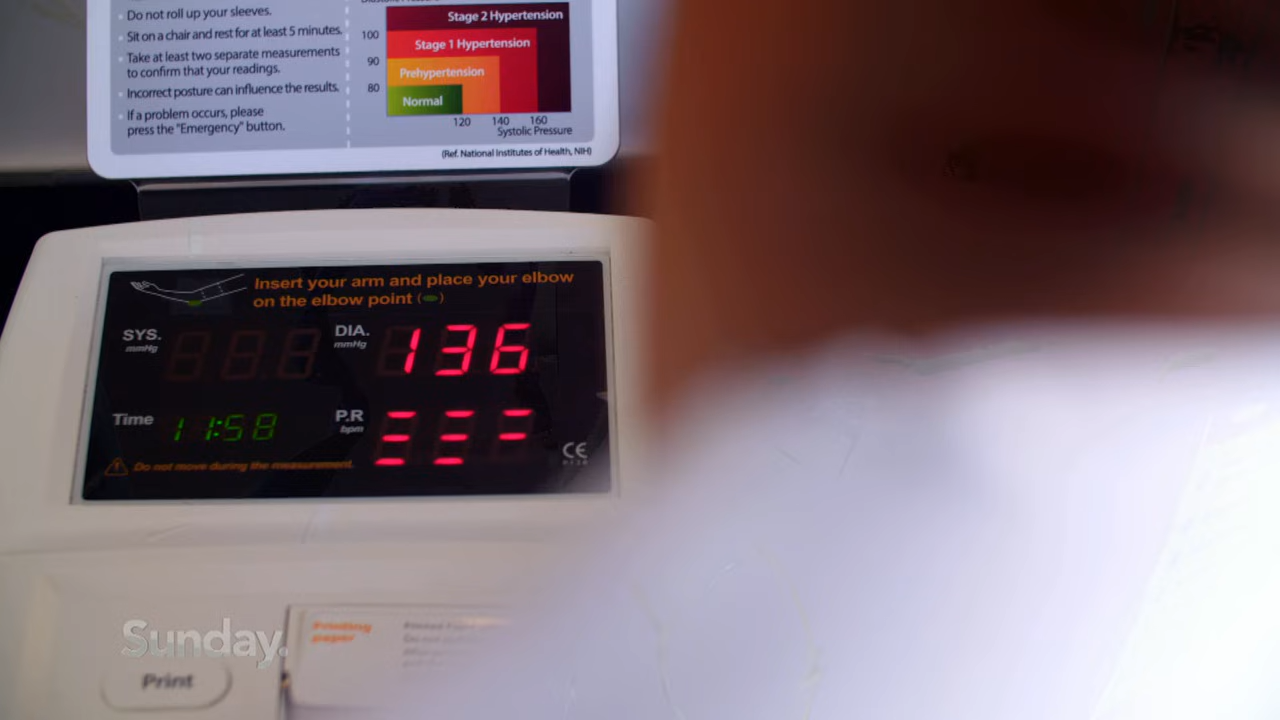 Do not roll up your sleeves.
Sit on a chair and rest for at least 5 minutes.
Take at least two separate measurements
to confirm that your readings.
Incorrect posture can influence the results.
If a problem occurs, please
press the "Emergency" button.
Stage 2 Hypertension
100
Stage 1 Hypertension
90
Prehypertension
80
Normal
120 140 160
Systolic Pressure
(Ref. National Institutes of Health, NIH)
Insert your arm and place your elbow
on the elbow point ( )
SYS.
mmHg
DIA.
mmHg
136
Time
11:58
P.R
bpm
CE
Do not move during the measurement.
Sunday.
Printing
paper
Print